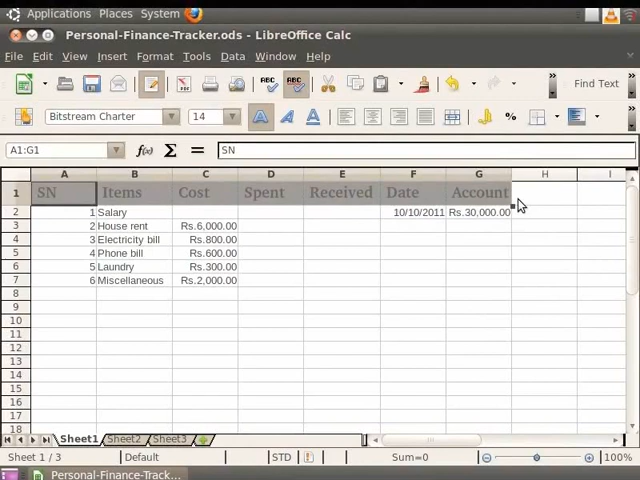 Applications Places System
Personal-Finance-Tracker.ods - LibreOffice Calc
File Edit View Insert Format Tools Data Window Help
ABC ABC Find Text
Bitstream Charter 14 A A A %
A1:G1 f(x) Σ = SN
A B C D E F G H I
1 SN Items Cost Spent Received Date Account
2 1 Salary 10/10/2011 Rs.30,000.00
3 2 House rent Rs.6,000.00
4 3 Electricity bill Rs.800.00
5 4 Phone bill Rs.600.00
6 5 Laundry Rs.300.00
7 6 Miscellaneous Rs.2,000.00
8
9
10
11
12
13
14
15
16
17
18
Sheet1 Sheet2 Sheet3
Sheet 1 / 3 Default STD Sum=0 100%
Personal-Finance-Track...